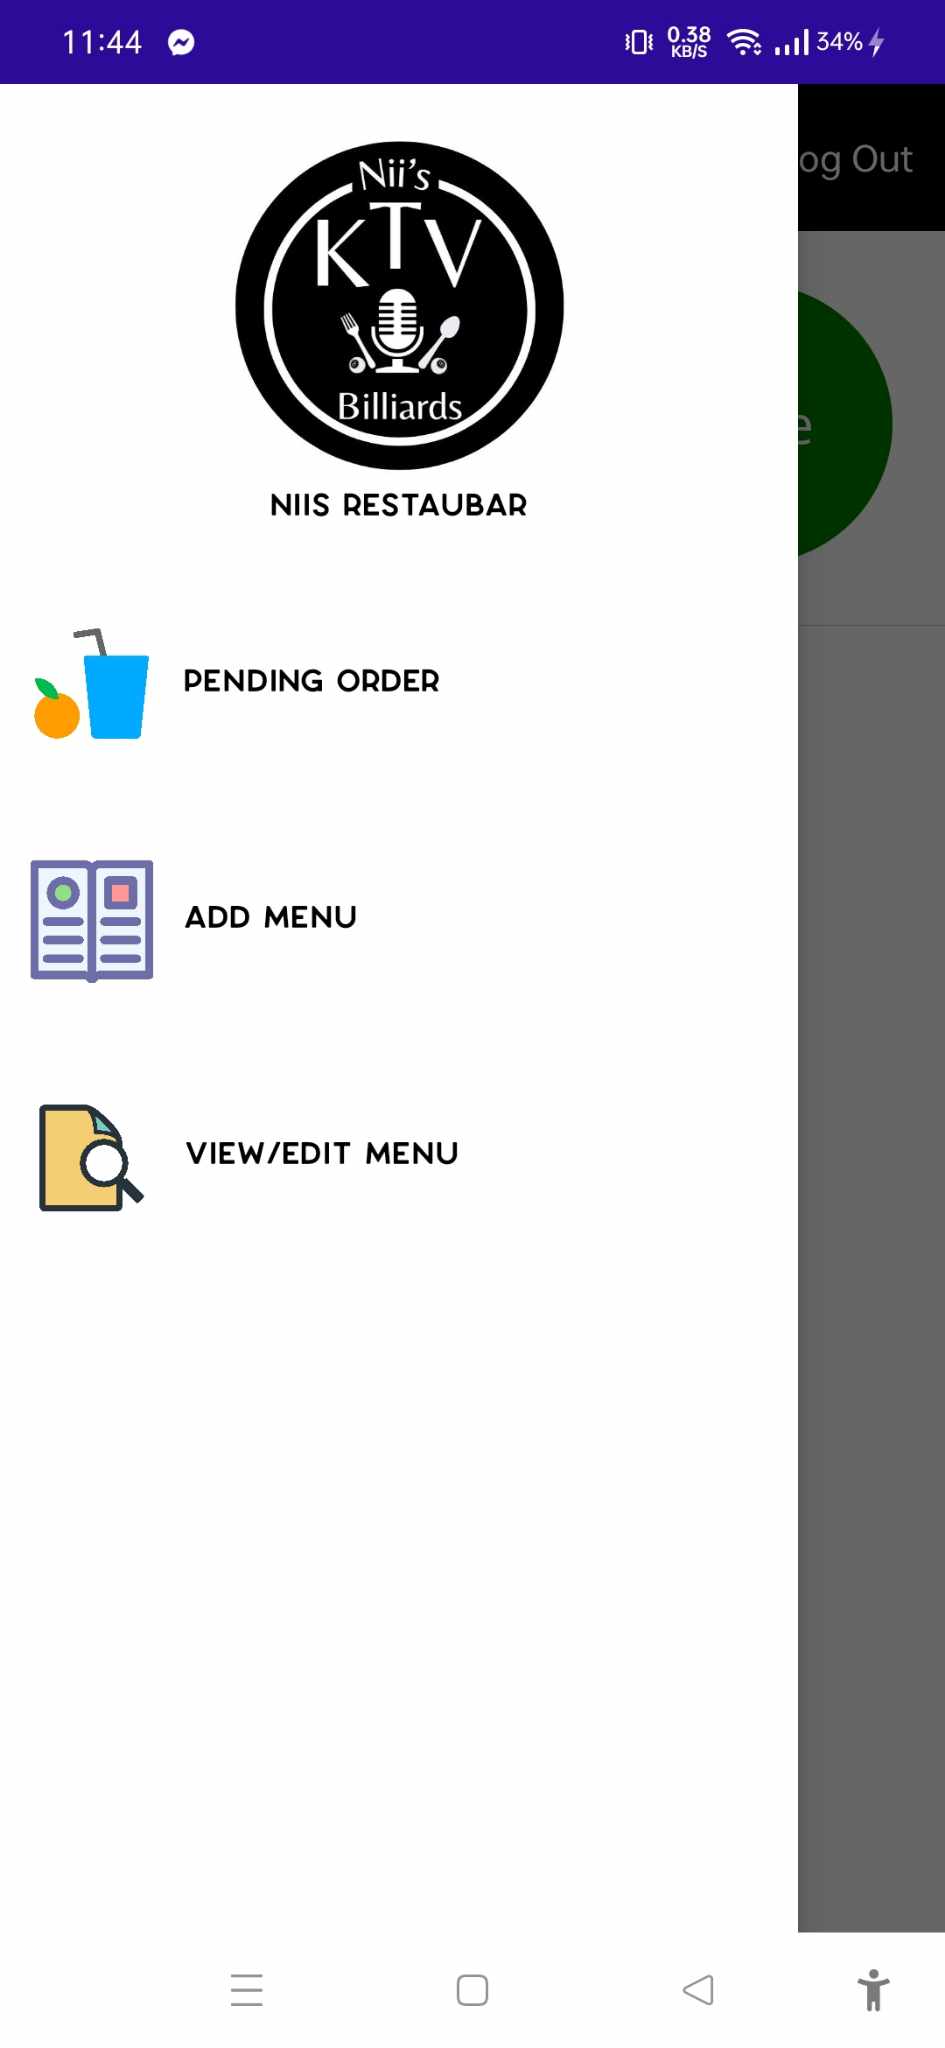 11:44
0.38
KB/S
34%
og Out
Nii's
KTV
Billiards
NIIS RESTAUBAR
e
PENDING ORDER
ADD MENU
VIEW/EDIT MENU